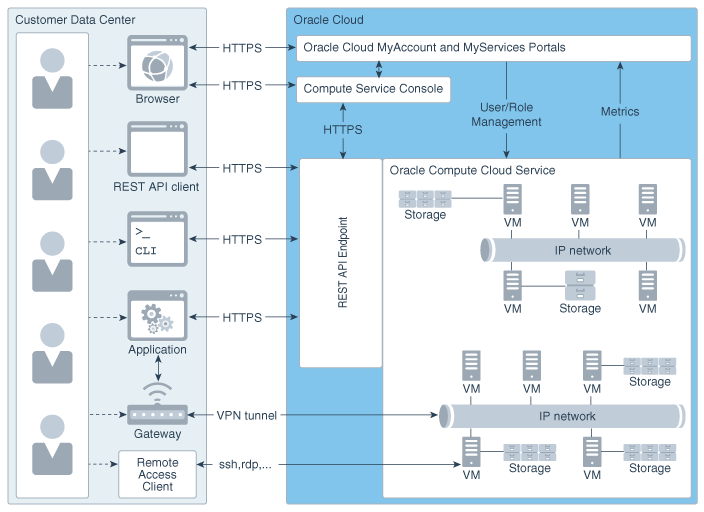 Customer Data Center
Oracle Cloud
HTTPS
Oracle Cloud MyAccount and MyServices Portals
Browser
HTTPS
Compute Service Console
HTTPS
User/Role
Management
Metrics
REST API client
HTTPS
REST API Endpoint
Oracle Compute Cloud Service
Storage
VM
VM
VM
>_
CLI
HTTPS
IP network
VM
Storage
VM
Application
HTTPS
VM
VM
VM
Storage
Gateway
VPN tunnel
IP network
Remote
Access
Client
ssh,rdp,...
VM
Storage
VM
Storage